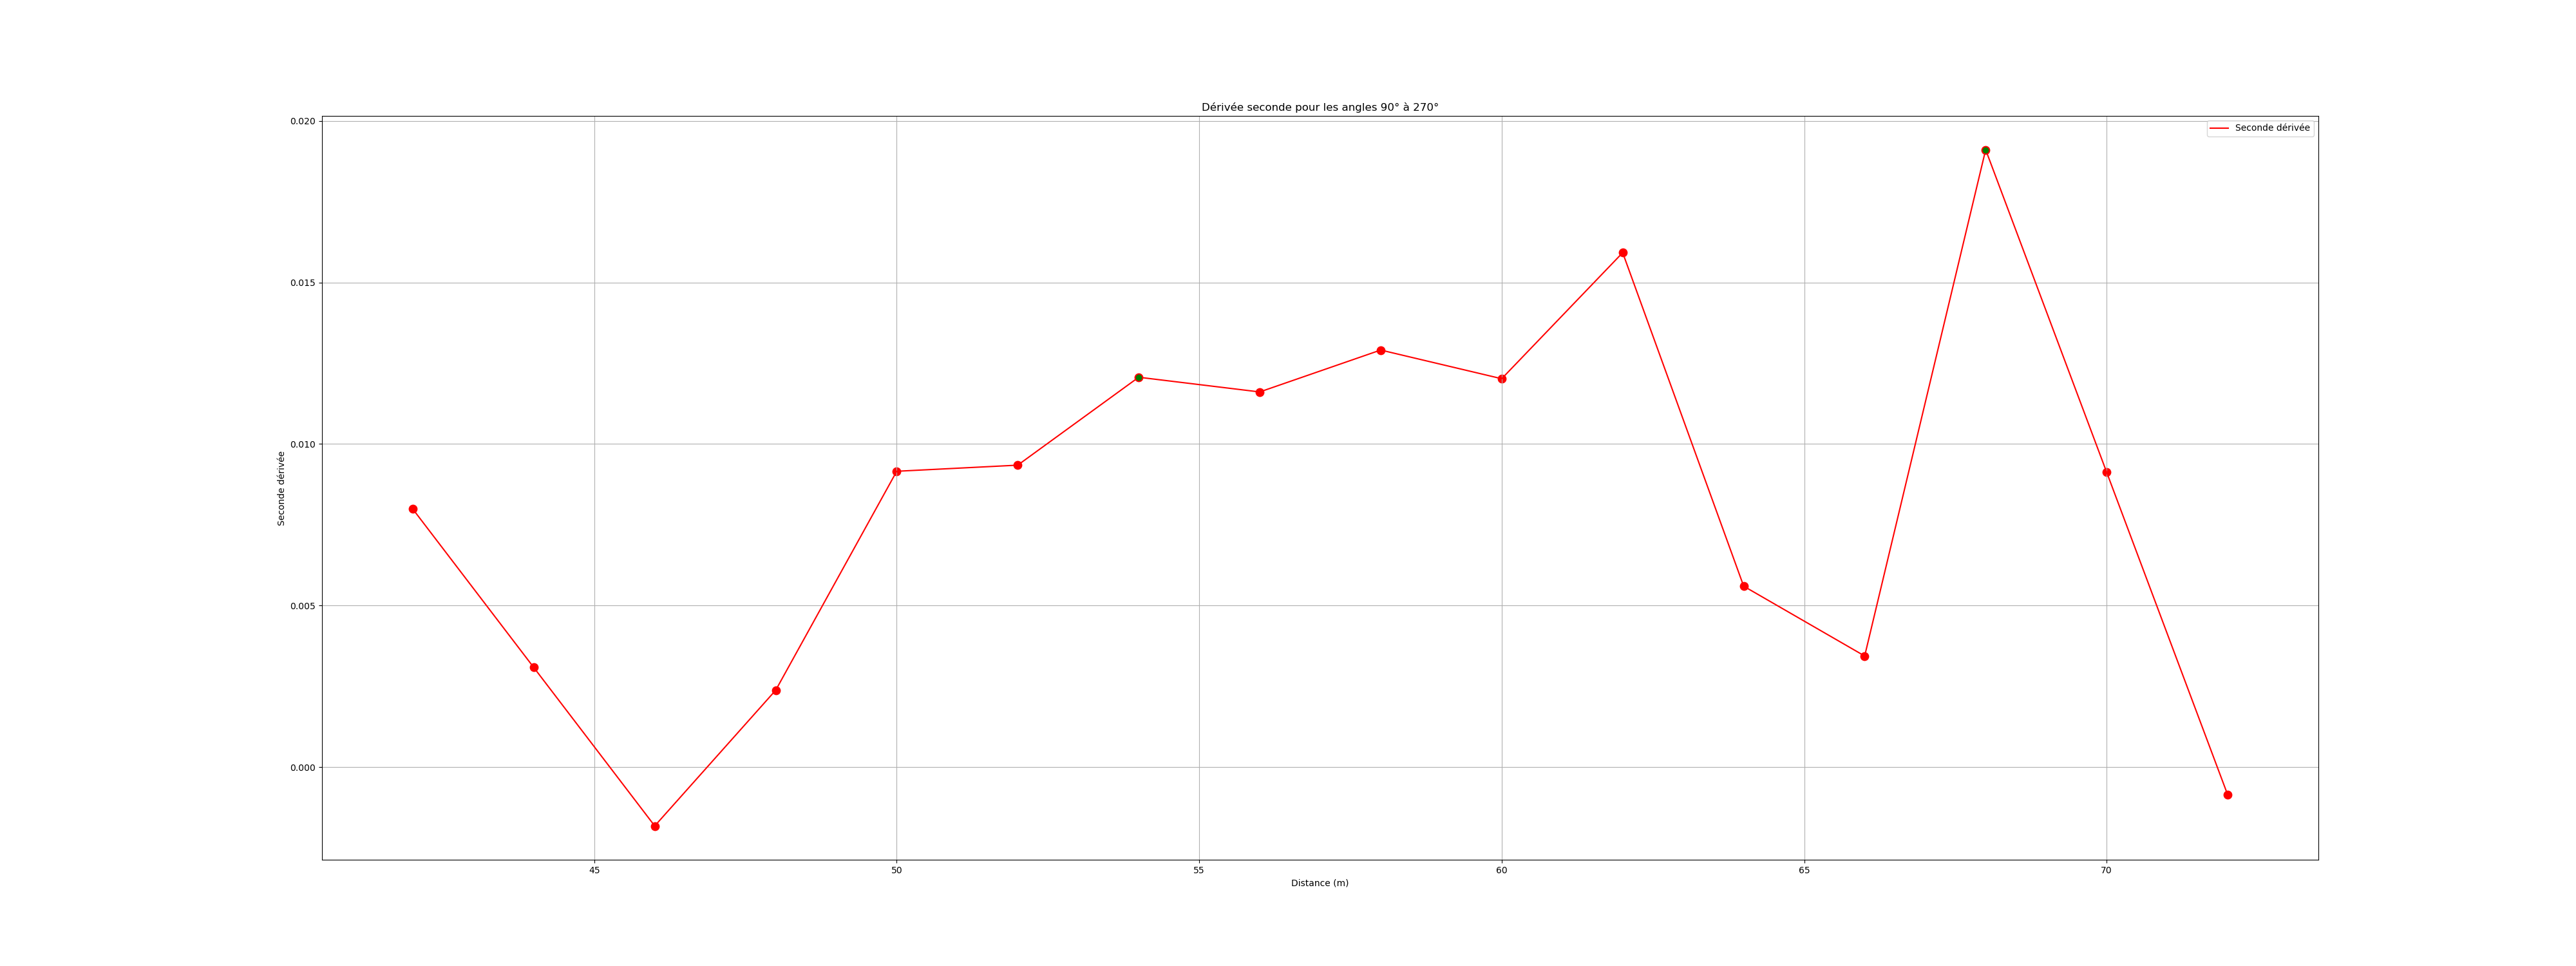 Dérivée seconde pour les angles 90° à 270°
Seconde dérivée
0.020
0.015
0.010
0.005
0.000
Seconde dérivée
45 50 55 60 65 70
Distance (m)